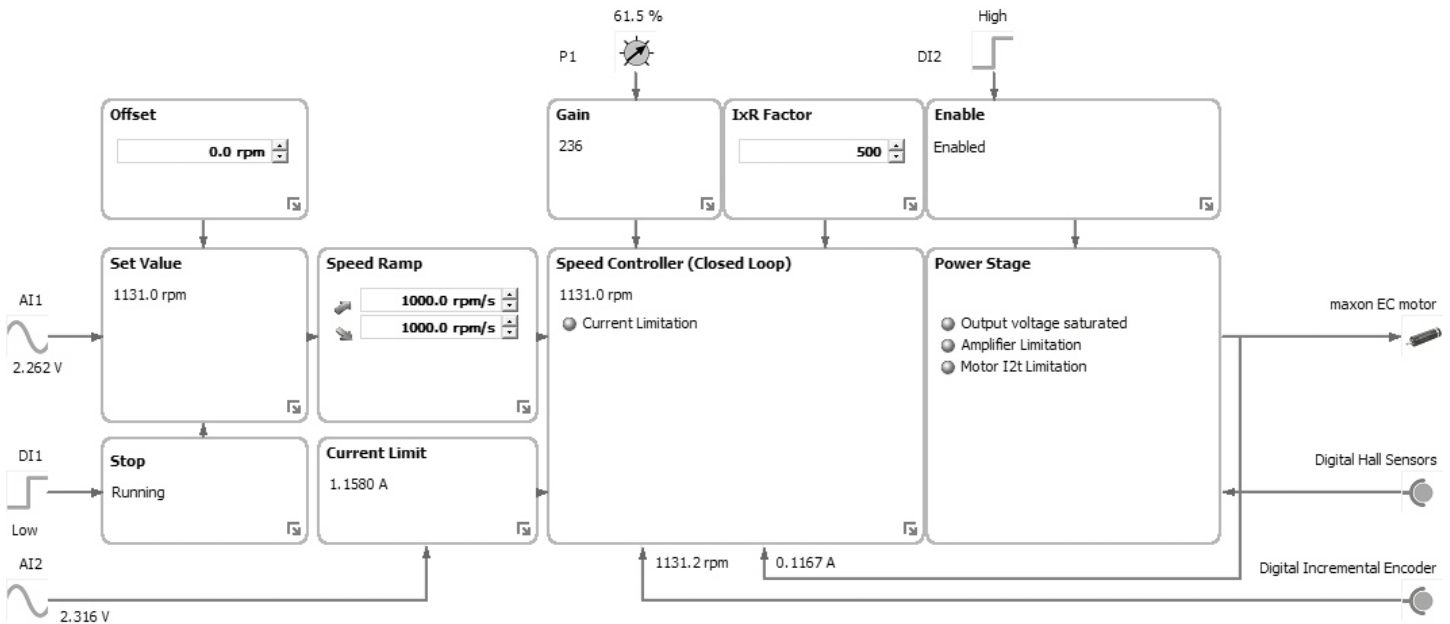 61.5 %
High
P1
DI2
Offset
0.0 rpm
Gain
236
IxR Factor
500
Enable
Enabled
AI1
2.262 V
Set Value
1131.0 rpm
Speed Ramp
1000.0 rpm/s
1000.0 rpm/s
Speed Controller (Closed Loop)
1131.0 rpm
Current Limitation
Power Stage
Output voltage saturated
Amplifier Limitation
Motor I2t Limitation
maxon EC motor
DI1
Low
Stop
Running
Current Limit
1.1580 A
Digital Hall Sensors
AI2
2.316 V
1131.2 rpm
0.1167 A
Digital Incremental Encoder